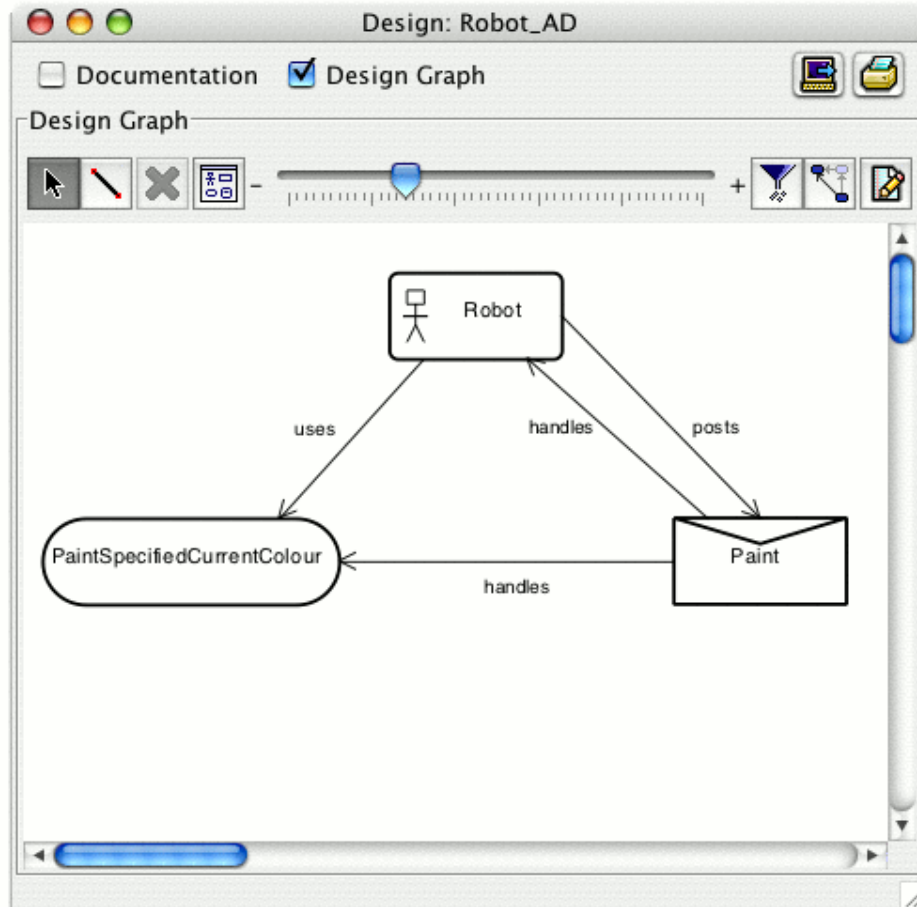 Design: Robot_AD
Documentation
Design Graph
Design Graph
-
+
Robot
uses
handles
posts
PaintSpecifiedCurrentColour
Paint
handles